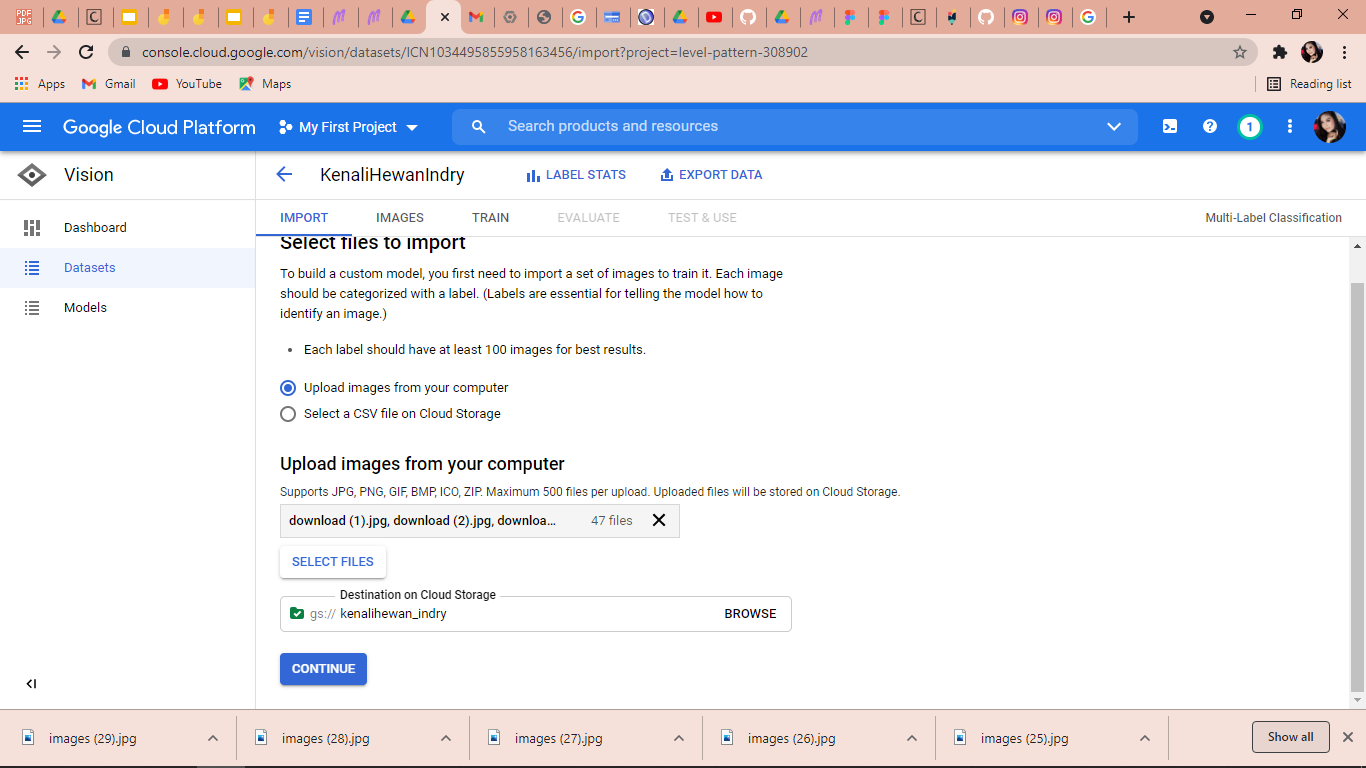 console.cloud.google.com/vision/datasets/ICN1034495855958163456/import?project=level-pattern-308902
Apps Gmail YouTube Maps Reading list
Google Cloud Platform My First Project Search products and resources 1
Vision KenaliHewanIndry LABEL STATS EXPORT DATA
IMPORT IMAGES TRAIN EVALUATE TEST & USE Multi-Label Classification
Dashboard
Datasets
Models
Select files to import
To build a custom model, you first need to import a set of images to train it. Each image
should be categorized with a label. (Labels are essential for telling the model how to
identify an image.)
• Each label should have at least 100 images for best results.
Upload images from your computer
Select a CSV file on Cloud Storage
Upload images from your computer
Supports JPG, PNG, GIF, BMP, ICO, ZIP. Maximum 500 files per upload. Uploaded files will be stored on Cloud Storage.
download (1).jpg, download (2).jpg, downloa... 47 files
SELECT FILES
Destination on Cloud Storage
gs:// kenalihewan_indry BROWSE
CONTINUE
images (29).jpg images (28).jpg images (27).jpg images (26).jpg images (25).jpg Show all